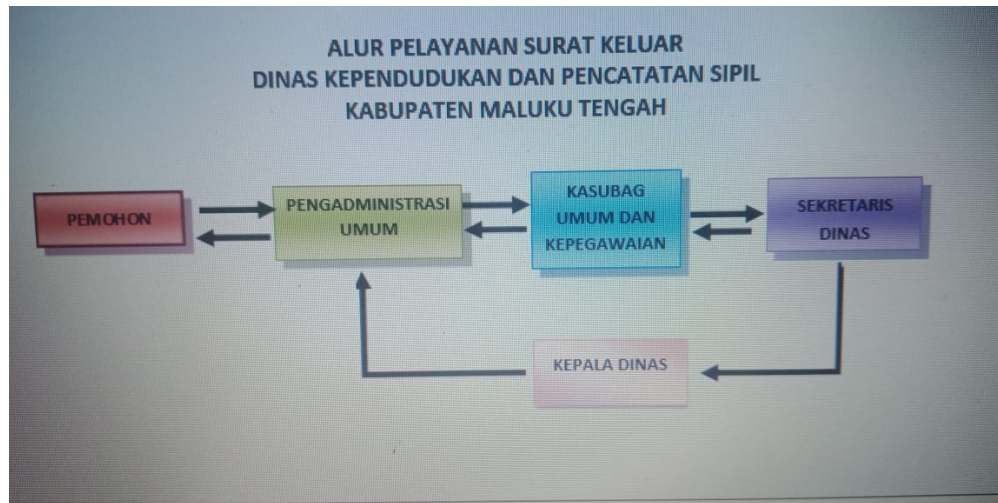 ALUR PELAYANAN SURAT KELUAR
DINAS KEPENDUDUKAN DAN PENCATATAN SIPIL
KABUPATEN MALUKU TENGAH
PEMOHON
PENGADMINISTRASI
UMUM
KASUBAG
UMUM DAN
KEPEGAWAIAN
SEKRETARIS
DINAS
KEPALA DINAS